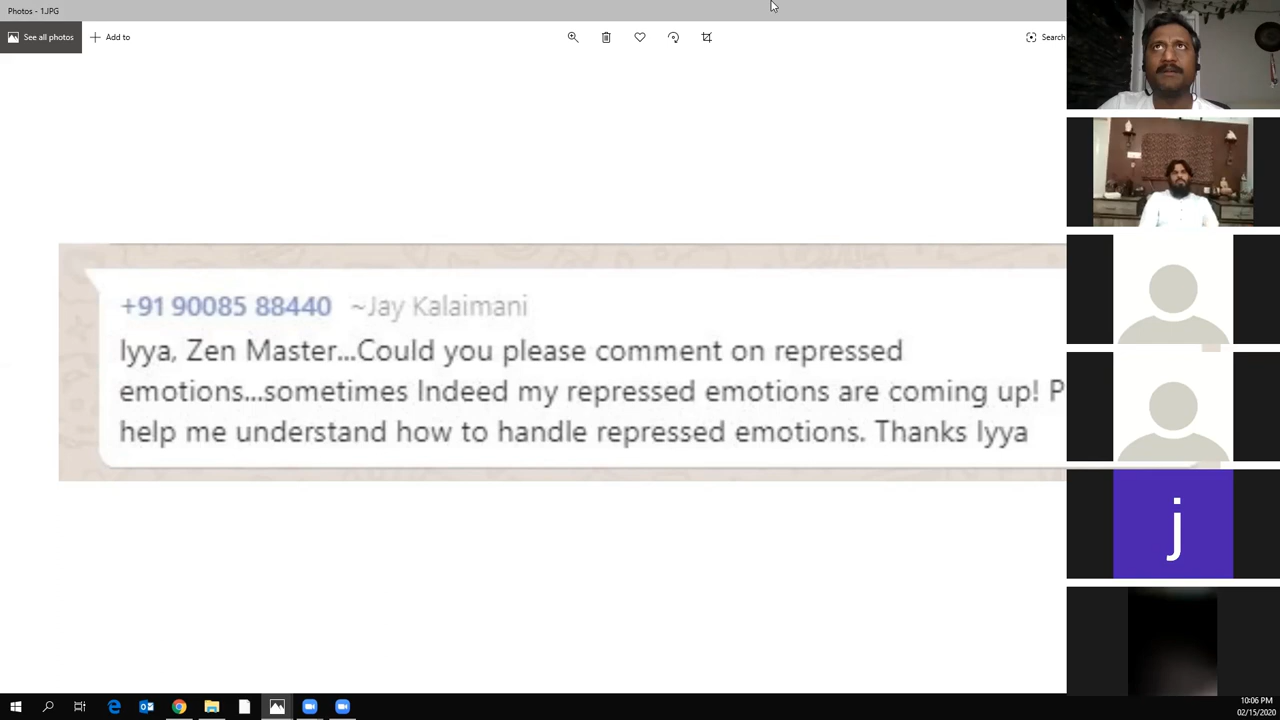 Photos - 1.JPG
See all photos
Add to
Search
+91 90085 88440 ~Jay Kalaimani
Iyya, Zen Master...Could you please comment on repressed
emotions...sometimes Indeed my repressed emotions are coming up! P
help me understand how to handle repressed emotions. Thanks Iyya
j
10:06 PM
02/15/2020